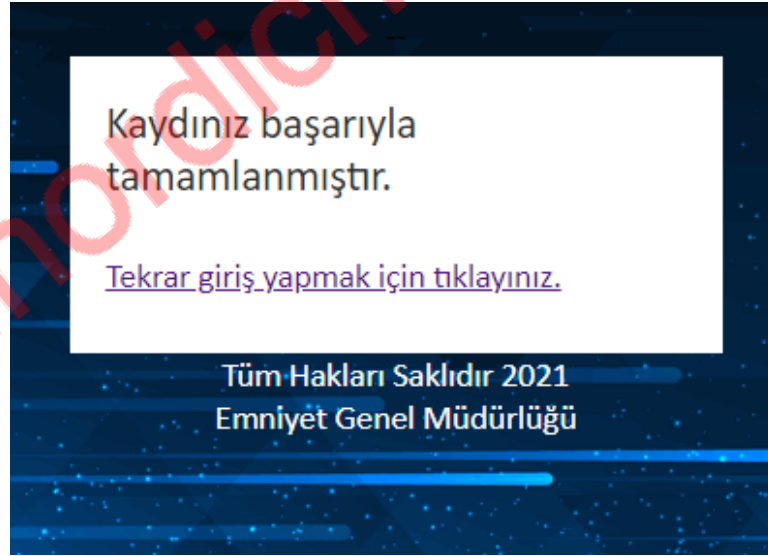 Kaydınız başarıyla
tamamlanmıştır.
Tekrar giriş yapmak için tıklayınız.
Tüm Hakları Saklıdır 2021
Emniyet Genel Müdürlüğü